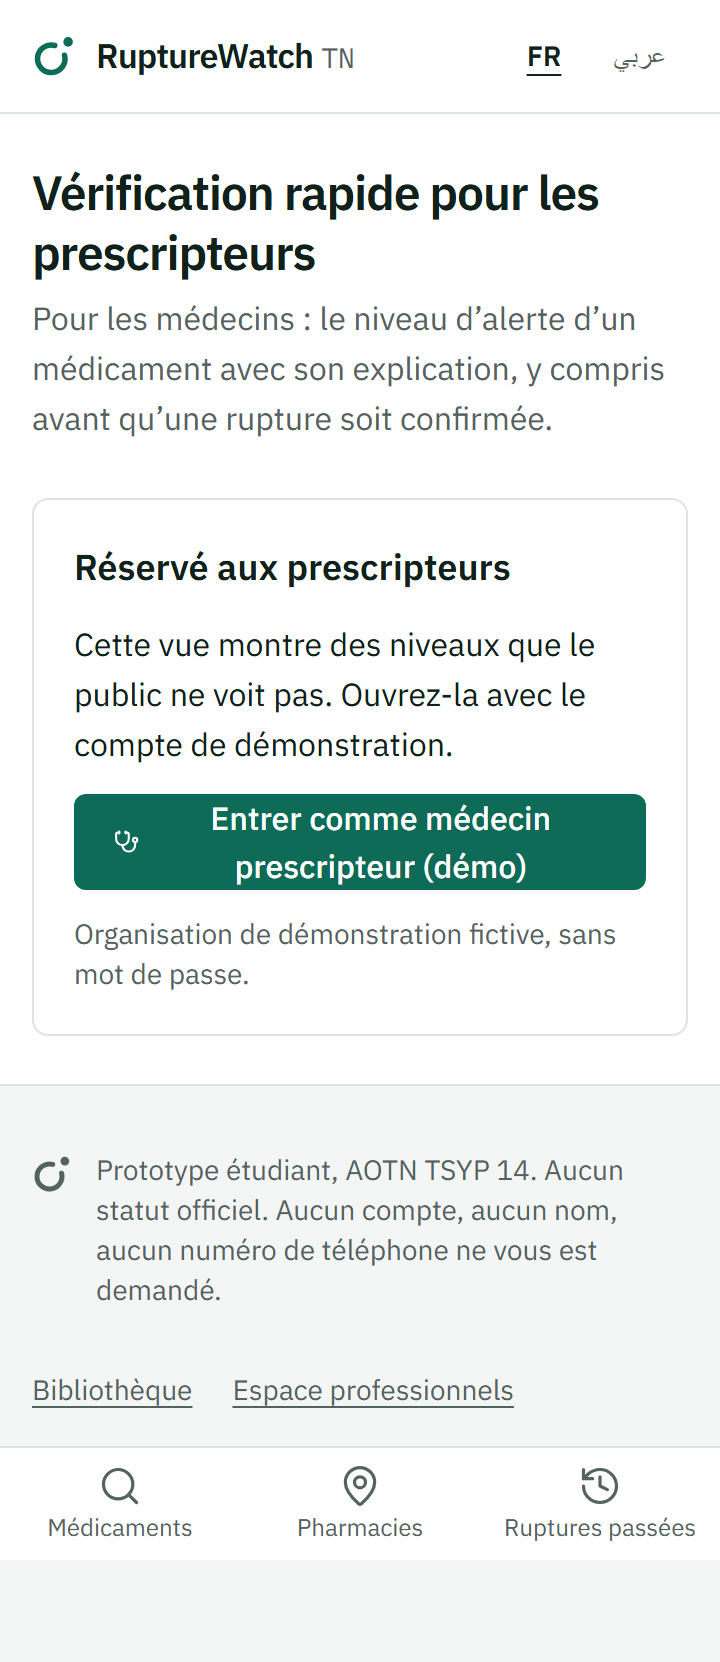 RuptureWatch TN
FR
عربي
Vérification rapide pour les
prescripteurs
Pour les médecins : le niveau d’alerte d’un
médicament avec son explication, y compris
avant qu’une rupture soit confirmée.
Réservé aux prescripteurs
Cette vue montre des niveaux que le
public ne voit pas. Ouvrez-la avec le
compte de démonstration.
Entrer comme médecin
prescripteur (démo)
Organisation de démonstration fictive, sans
mot de passe.
Prototype étudiant, AOTN TSYP 14. Aucun
statut officiel. Aucun compte, aucun nom,
aucun numéro de téléphone ne vous est
demandé.
Bibliothèque
Espace professionnels
Médicaments
Pharmacies
Ruptures passées